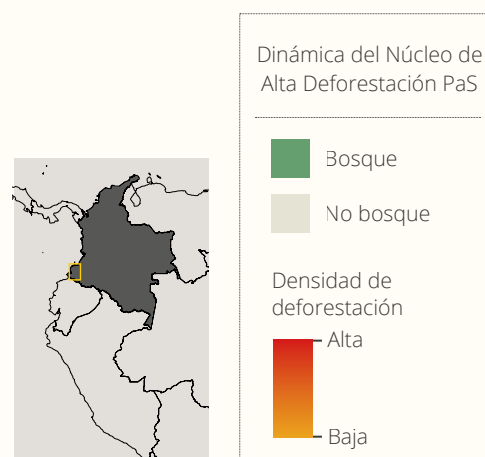 Dinámica del Núcleo de
Alta Deforestación PaS
Bosque
No bosque
Densidad de
deforestación
Alta
Baja